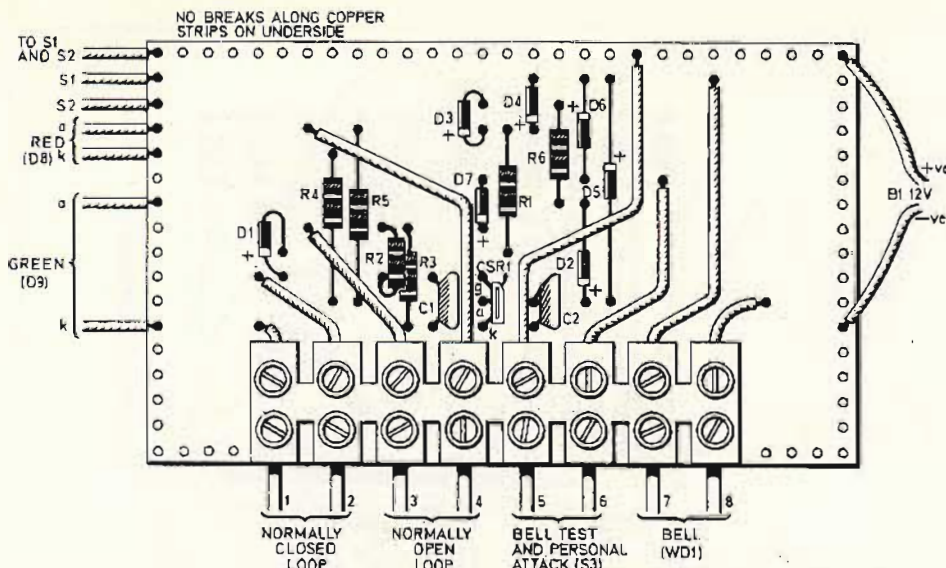 NO BREAKS ALONG COPPER
STRIPS ON UNDERSIDE
TO S1
AND S2
S1
S2
a
RED
(D8)
k
a
GREEN
(D9)
k
D1
+
R4
R5
R2
R3
C1
D3
+
D7
+
CSR1
g
a
k
R1
D4
+
R6
+
D6
D5
+
D2
+
C2
+ve
B1 12V
-ve
1
2
3
4
5
6
7
8
NORMALLY
CLOSED
LOOP
NORMALLY
OPEN
LOOP
BELL TEST
AND PERSONAL
ATTACK (S3)
BELL
(WD1)